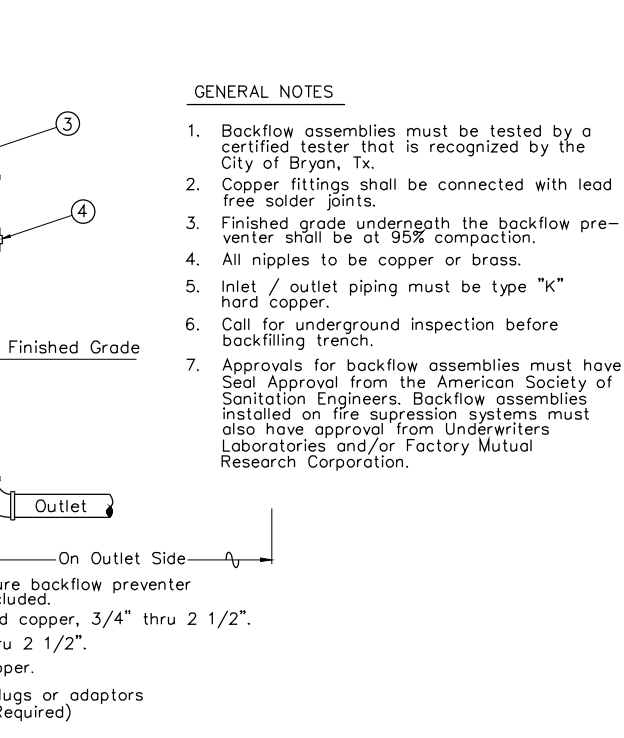 GENERAL NOTES
1. Backflow assemblies must be tested by a
certified tester that is recognized by the
City of Bryan, Tx.
2. Copper fittings shall be connected with lead
free solder joints.
3. Finished grade underneath the backflow pre-
venter shall be at 95% compaction.
4. All nipples to be copper or brass.
5. Inlet / outlet piping must be type "K"
hard copper.
6. Call for underground inspection before
backfilling trench.
7. Approvals for backflow assemblies must have
Seal Approval from the American Society of
Sanitation Engineers. Backflow assemblies
installed on fire supression systems must
also have approval from Underwriters
Laboratories and/or Factory Mutual
Research Corporation.
3
4
Finished Grade
Outlet
On Outlet Side
ure backflow preventer
cluded.
d copper, 3/4" thru 2 1/2".
ru 2 1/2".
pper.
lugs or adaptors
Required)